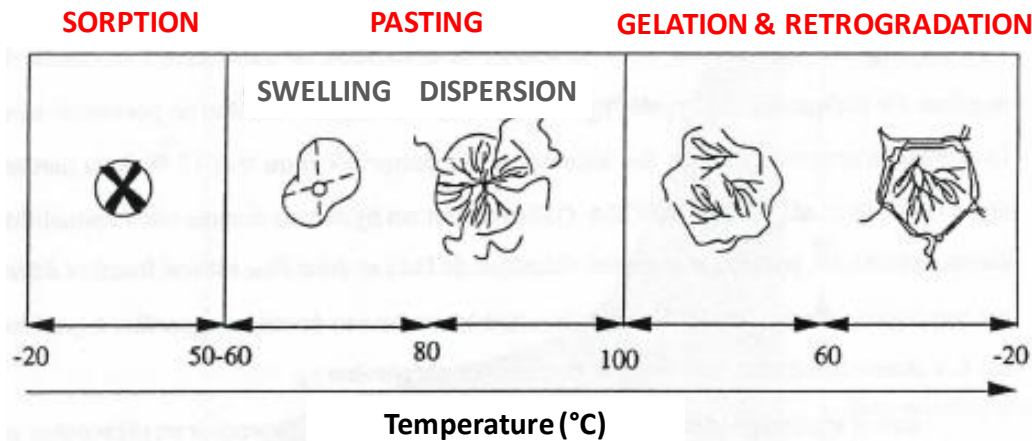 SORPTION PASTING GELATION & RETROGRADATION
SWELLING DISPERSION
-20 50-60 80 100 60 -20
Temperature (°C)